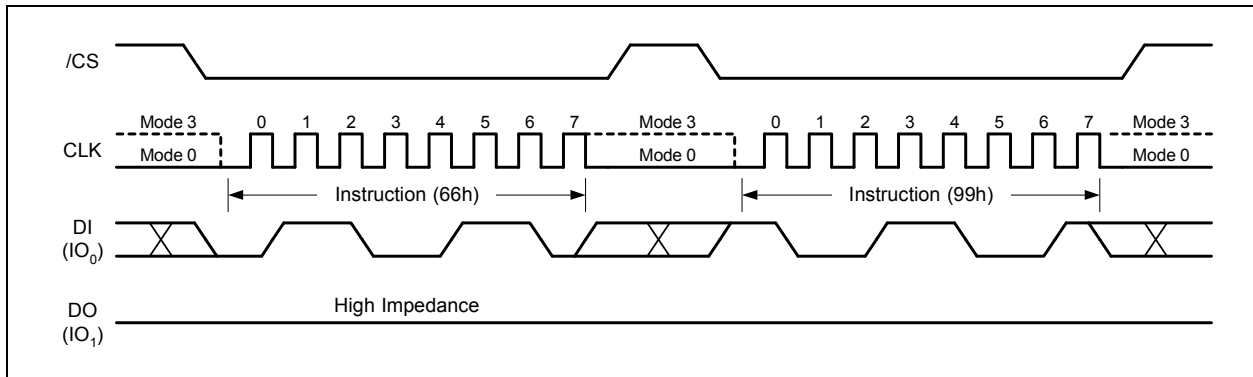 /CS
Mode 3 0 1 2 3 4 5 6 7 Mode 3 0 1 2 3 4 5 6 7 Mode 3
CLK Mode 0 Mode 0 Mode 0
Instruction (66h) Instruction (99h)
DI
(IO0)
High Impedance
DO
(IO1)